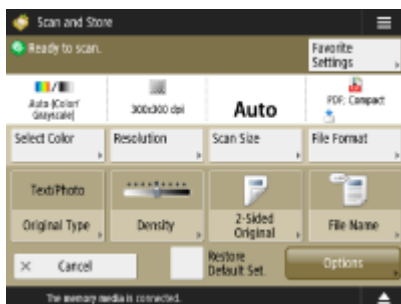 Scan and Store
Ready to scan.
Favorite
Settings
Auto (Color/
Grayscale)
300x300 dpi
Auto
PDF: Compact
Select Color
Resolution
Scan Size
File Format
Text/Photo
Original Type
Density
2-Sided
Original
File Name
Cancel
Restore
Default Set.
Options
The memory media is connected.